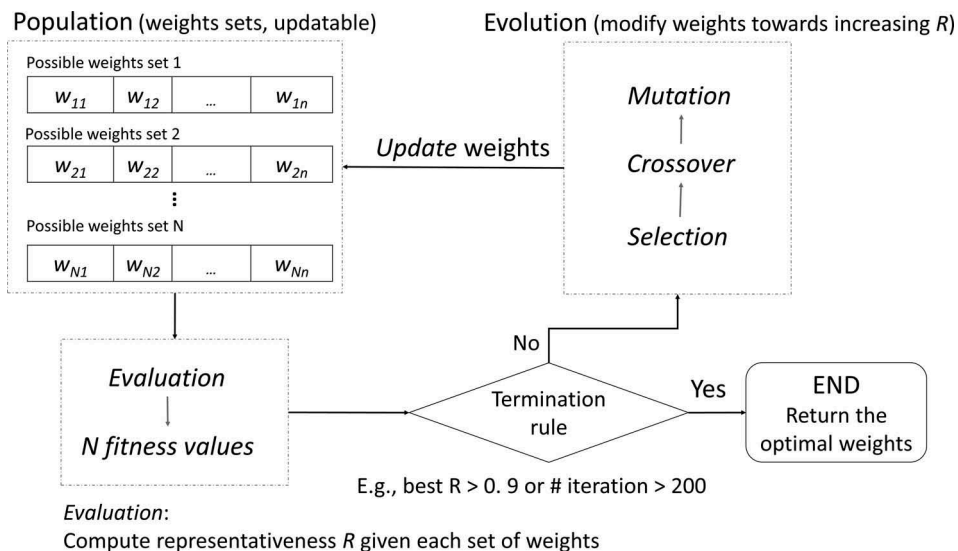 Population (weights sets, updatable)
Possible weights set 1
w11 w12 ... w1n
Possible weights set 2
w21 w22 ... w2n
⋮
Possible weights set N
wN1 wN2 ... wNn
Evolution (modify weights towards increasing R)
Mutation
Crossover
Selection
Update weights
Evaluation
N fitness values
No
Termination
rule
Yes
END
Return the
optimal weights
E.g., best R > 0. 9 or # iteration > 200
Evaluation:
Compute representativeness R given each set of weights